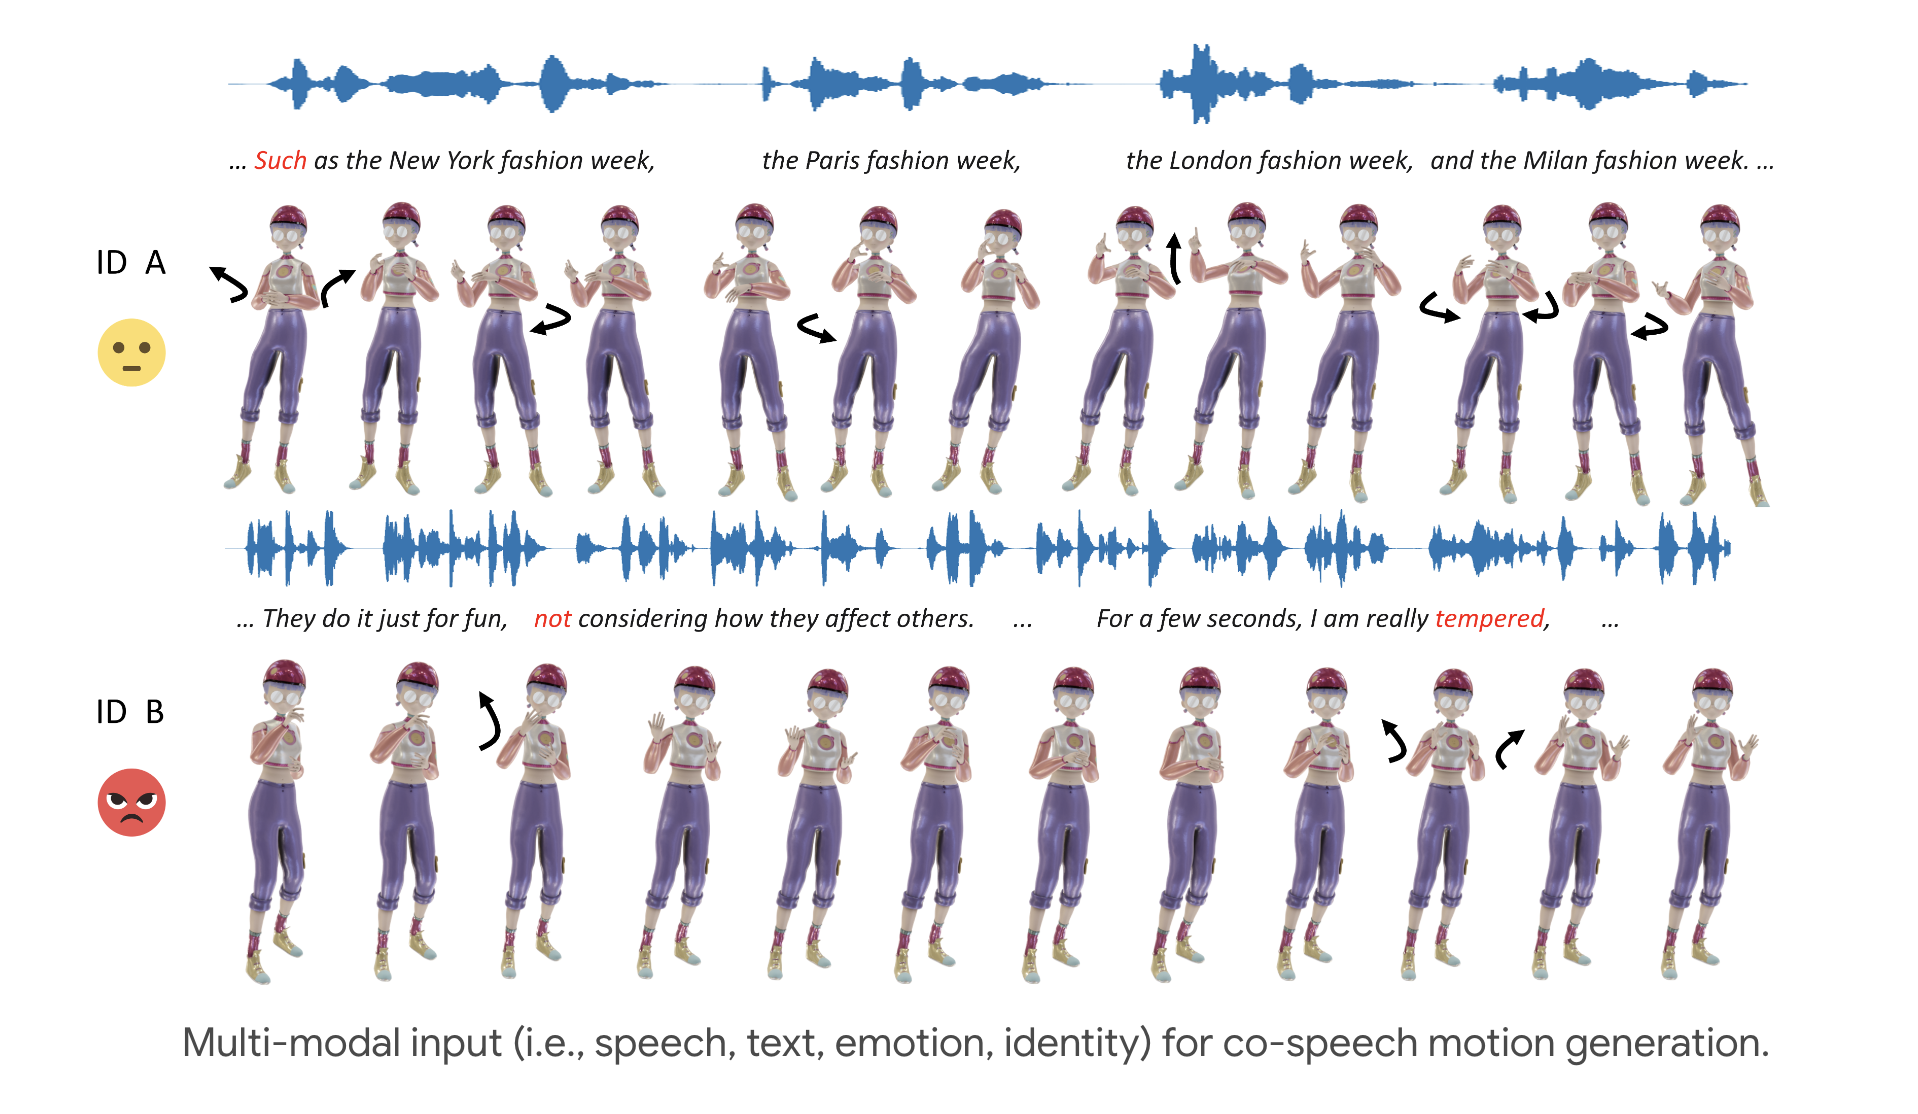 ... Such as the New York fashion week, the Paris fashion week, the London fashion week, and the Milan fashion week. ...
ID A
... They do it just for fun, not considering how they affect others. ... For a few seconds, I am really tempered, ...
ID B
Multi-modal input (i.e., speech, text, emotion, identity) for co-speech motion generation.